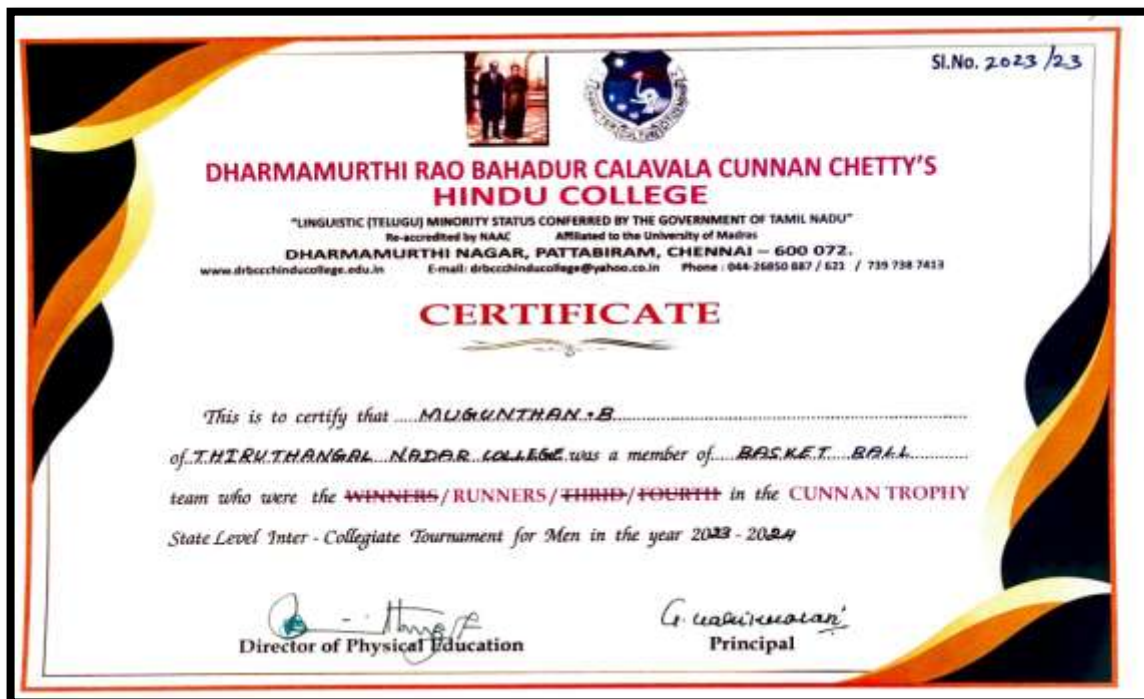 Sl.No. 2023/23
DHARMAMURTHI RAO BAHADUR CALAVALA CUNNAN CHETTY'S
HINDU COLLEGE
"LINGUISTIC (TELUGU) MINORITY STATUS CONFERRED BY THE GOVERNMENT OF TAMIL NADU"
Re-accredited by NAAC Affiliated to the University of Madras
DHARMAMURTHI NAGAR, PATTABIRAM, CHENNAI – 600 072.
www.drbccchinducollege.edu.in E-mail: drbccchinducollege@yahoo.co.in Phone : 044-26850 887 / 621 / 739 738 7413
CERTIFICATE
This is to certify that MUGUNTHAN.B
of THIRUTHANGAL NADAR COLLEGE was a member of BASKET BALL
team who were the WINNERS / RUNNERS / THRID / FOURTH in the CUNNAN TROPHY
State Level Inter - Collegiate Tournament for Men in the year 2023 - 2024
Director of Physical Education Principal